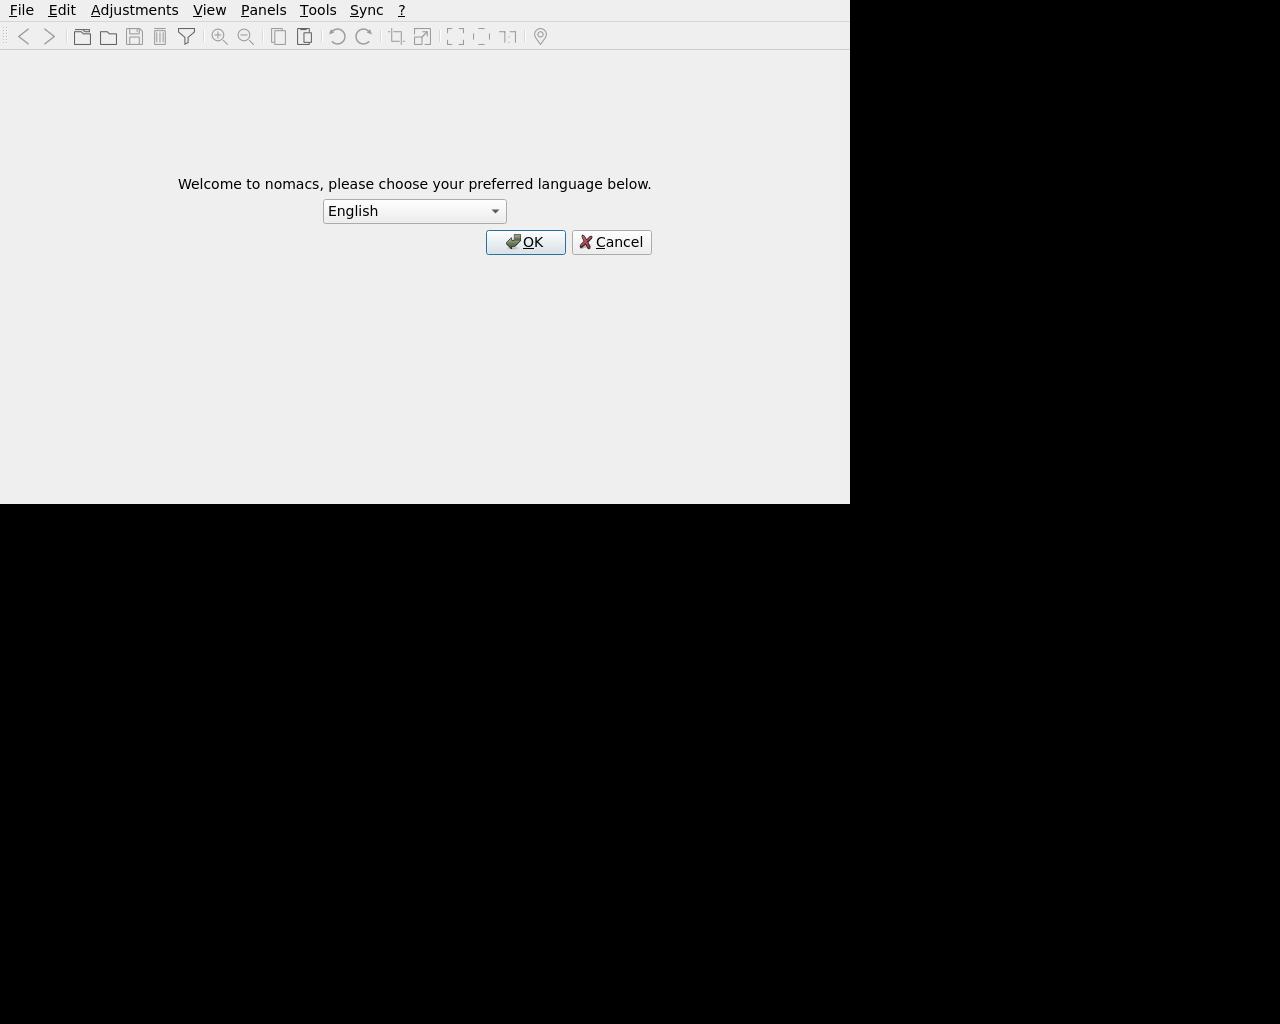 File Edit Adjustments View Panels Tools Sync ?
Welcome to nomacs, please choose your preferred language below.
English
OK Cancel